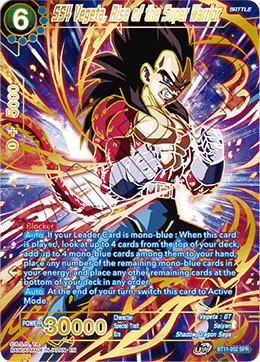 6
SS4 Vegeta, Rise of the Super Warrior
BATTLE
0 + 5000
Blocker
Auto If your Leader Card is mono-blue : When this card
is played, look at up to 4 cards from the top of your deck,
add up to 4 mono-blue cards among them to your hand,
place any number of the remaining mono-blue cards in
your energy, and place any other remaining cards at the
bottom of your deck in any order.
Auto At the end of your turn, switch this card to Active
Mode.
POWER 30000
Character Vegeta : GT
Special Trait Saiyan
Era Shadow Dragon Saga
BT11-052 SPR